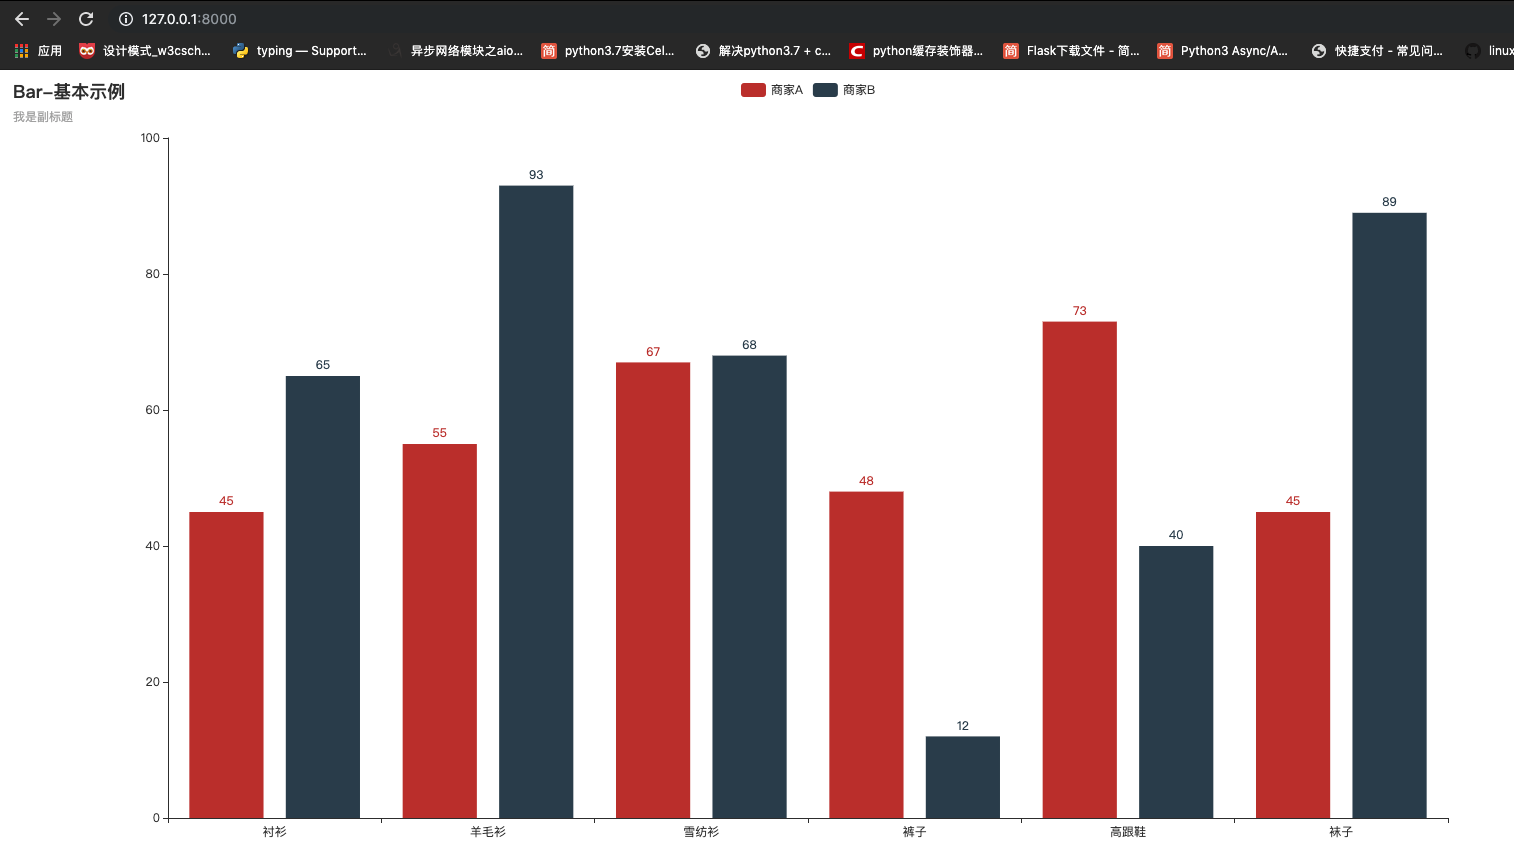 127.0.0.1:8000
应用 设计模式_w3csch... typing — Support... 异步网络模块之aio... python3.7安装Cel... 解决python3.7 + c... python缓存装饰器... Flask下载文件 - 简... Python3 Async/A... 快捷支付 - 常见问... linux
Bar-基本示例
我是副标题
商家A 商家B
100
80
60
40
20
0
45 65 55 93 67 68 48 12 73 40 45 89
衬衫 羊毛衫 雪纺衫 裤子 高跟鞋 袜子